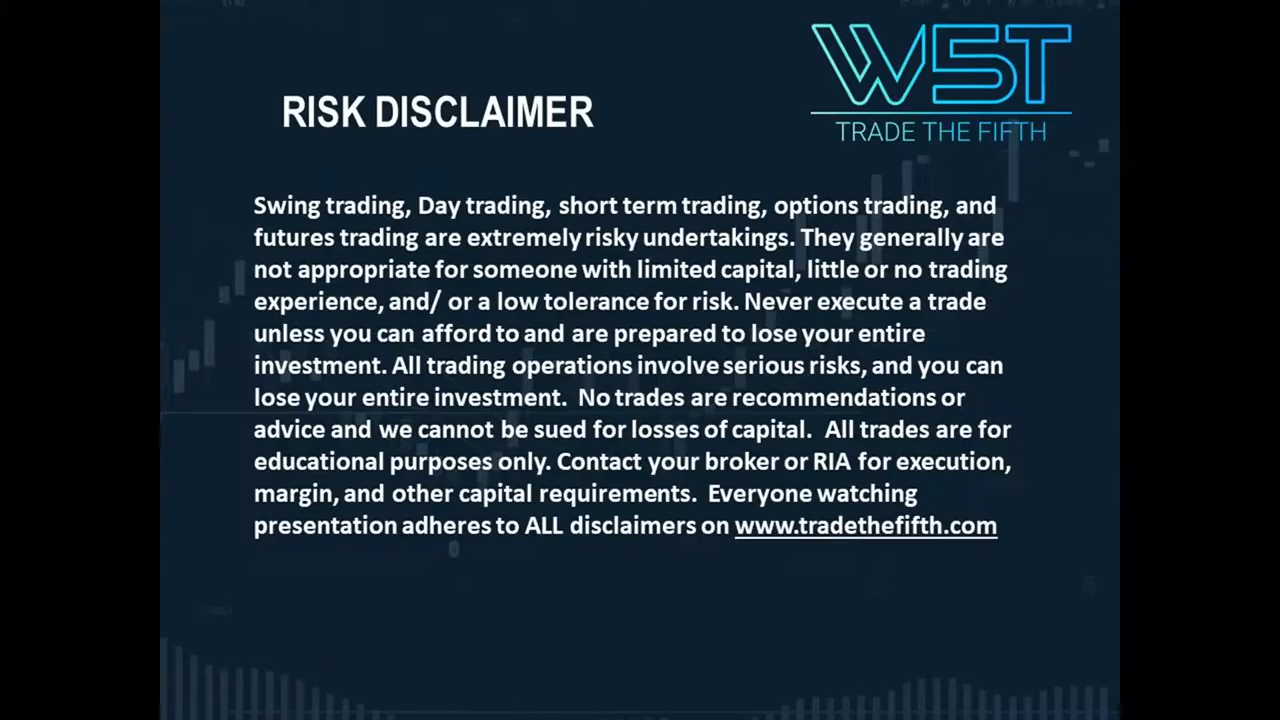 W5T
TRADE THE FIFTH
RISK DISCLAIMER
Swing trading, Day trading, short term trading, options trading, and
futures trading are extremely risky undertakings. They generally are
not appropriate for someone with limited capital, little or no trading
experience, and/ or a low tolerance for risk. Never execute a trade
unless you can afford to and are prepared to lose your entire
investment. All trading operations involve serious risks, and you can
lose your entire investment.  No trades are recommendations or
advice and we cannot be sued for losses of capital.  All trades are for
educational purposes only. Contact your broker or RIA for execution,
margin, and other capital requirements.  Everyone watching
presentation adheres to ALL disclaimers on www.tradethefifth.com